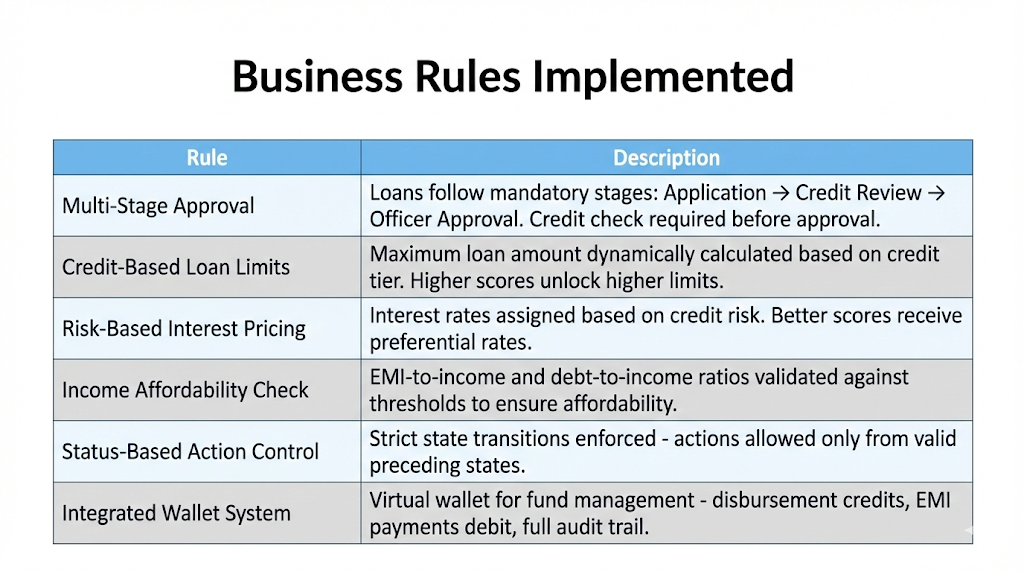 Business Rules Implemented
Rule
Description
Multi-Stage Approval
Loans follow mandatory stages: Application → Credit Review →
Officer Approval. Credit check required before approval.
Credit-Based Loan Limits
Maximum loan amount dynamically calculated based on credit
tier. Higher scores unlock higher limits.
Risk-Based Interest Pricing
Interest rates assigned based on credit risk. Better scores receive
preferential rates.
Income Affordability Check
EMI-to-income and debt-to-income ratios validated against
thresholds to ensure affordability.
Status-Based Action Control
Strict state transitions enforced - actions allowed only from valid
preceding states.
Integrated Wallet System
Virtual wallet for fund management - disbursement credits, EMI
payments debit, full audit trail.